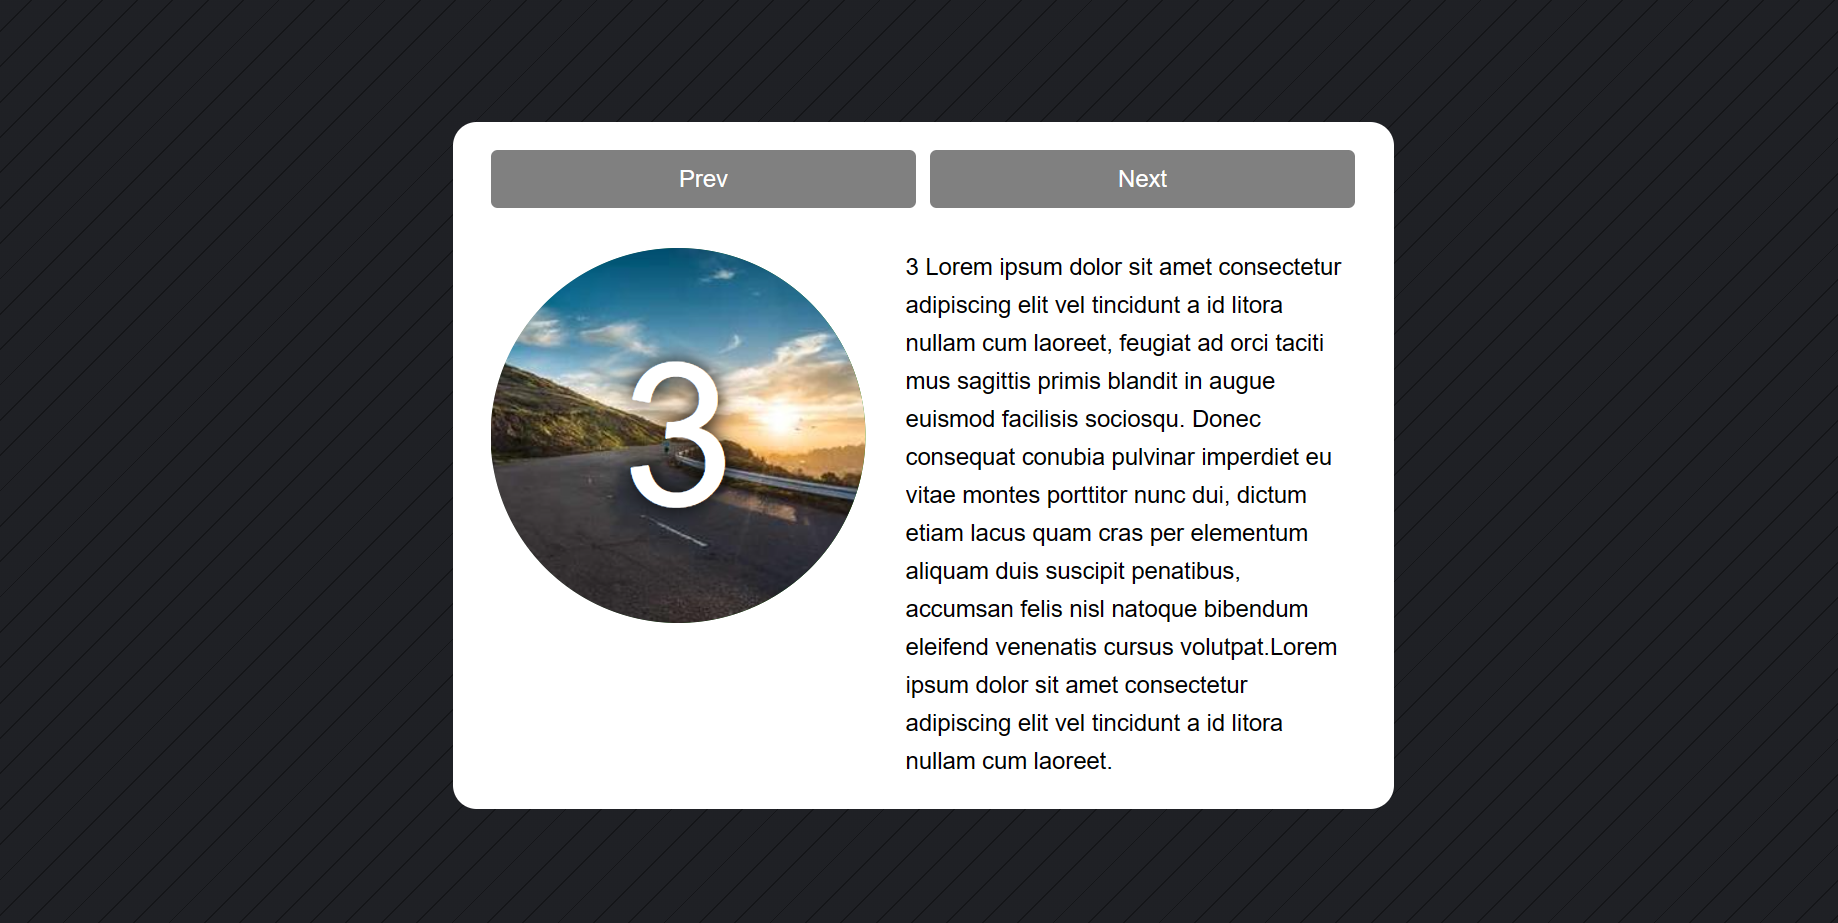 Prev
Next
3
3 Lorem ipsum dolor sit amet consectetur
adipiscing elit vel tincidunt a id litora
nullam cum laoreet, feugiat ad orci taciti
mus sagittis primis blandit in augue
euismod facilisis sociosqu. Donec
consequat conubia pulvinar imperdiet eu
vitae montes porttitor nunc dui, dictum
etiam lacus quam cras per elementum
aliquam duis suscipit penatibus,
accumsan felis nisl natoque bibendum
eleifend venenatis cursus volutpat.Lorem
ipsum dolor sit amet consectetur
adipiscing elit vel tincidunt a id litora
nullam cum laoreet.